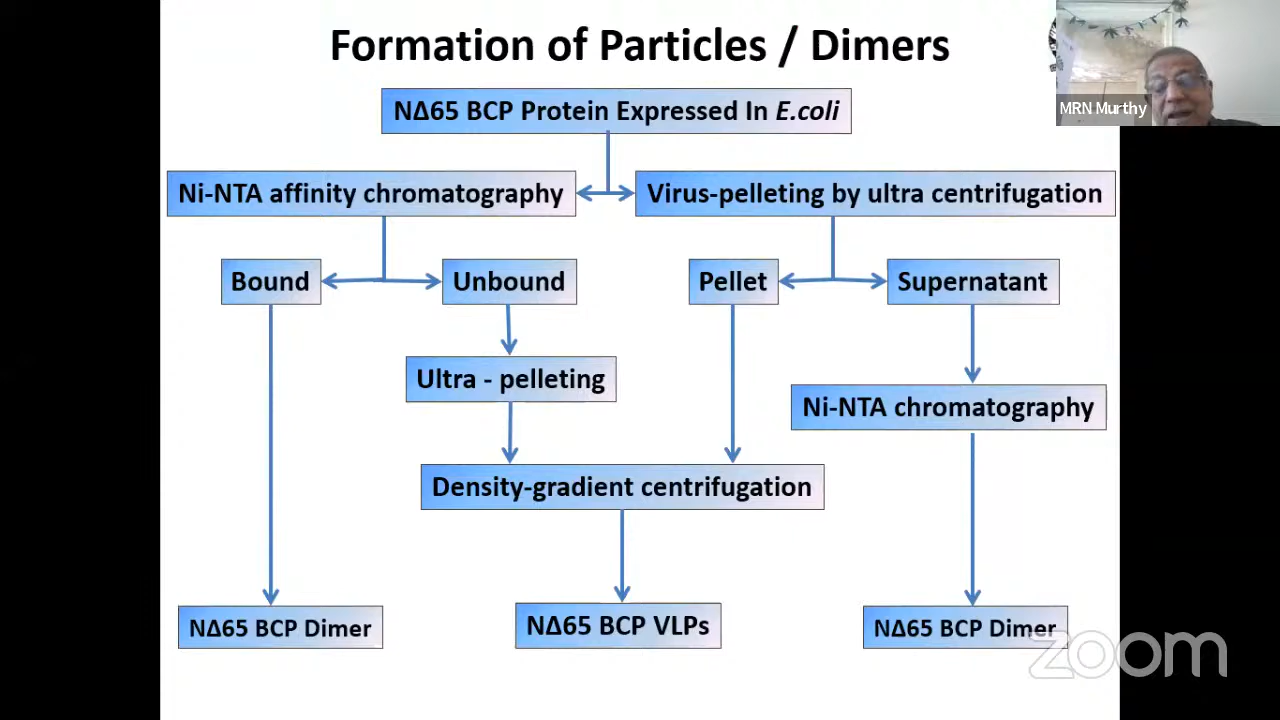 Formation of Particles / Dimers
MRN Murthy
NΔ65 BCP Protein Expressed In E.coli
Ni-NTA affinity chromatography
Virus-pelleting by ultra centrifugation
Bound
Unbound
Pellet
Supernatant
Ultra - pelleting
Ni-NTA chromatography
Density-gradient centrifugation
NΔ65 BCP Dimer
NΔ65 BCP VLPs
NΔ65 BCP Dimer
zoom